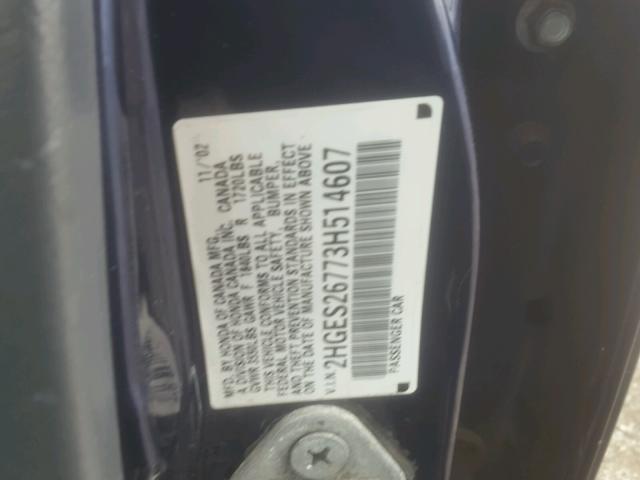 MFD. BY HONDA OF CANADA MFG. 11/'02
A DIVISION OF HONDA CANADA INC. CANADA
GVWR 3550LBS GAWR F 1840LBS R 1720LBS
THIS VEHICLE CONFORMS TO ALL APPLICABLE
FEDERAL MOTOR VEHICLE SAFETY, BUMPER,
AND THEFT PREVENTION STANDARDS IN EFFECT
ON THE DATE OF MANUFACTURE SHOWN ABOVE
V.I.N. 2HGES26773H514607
PASSENGER CAR